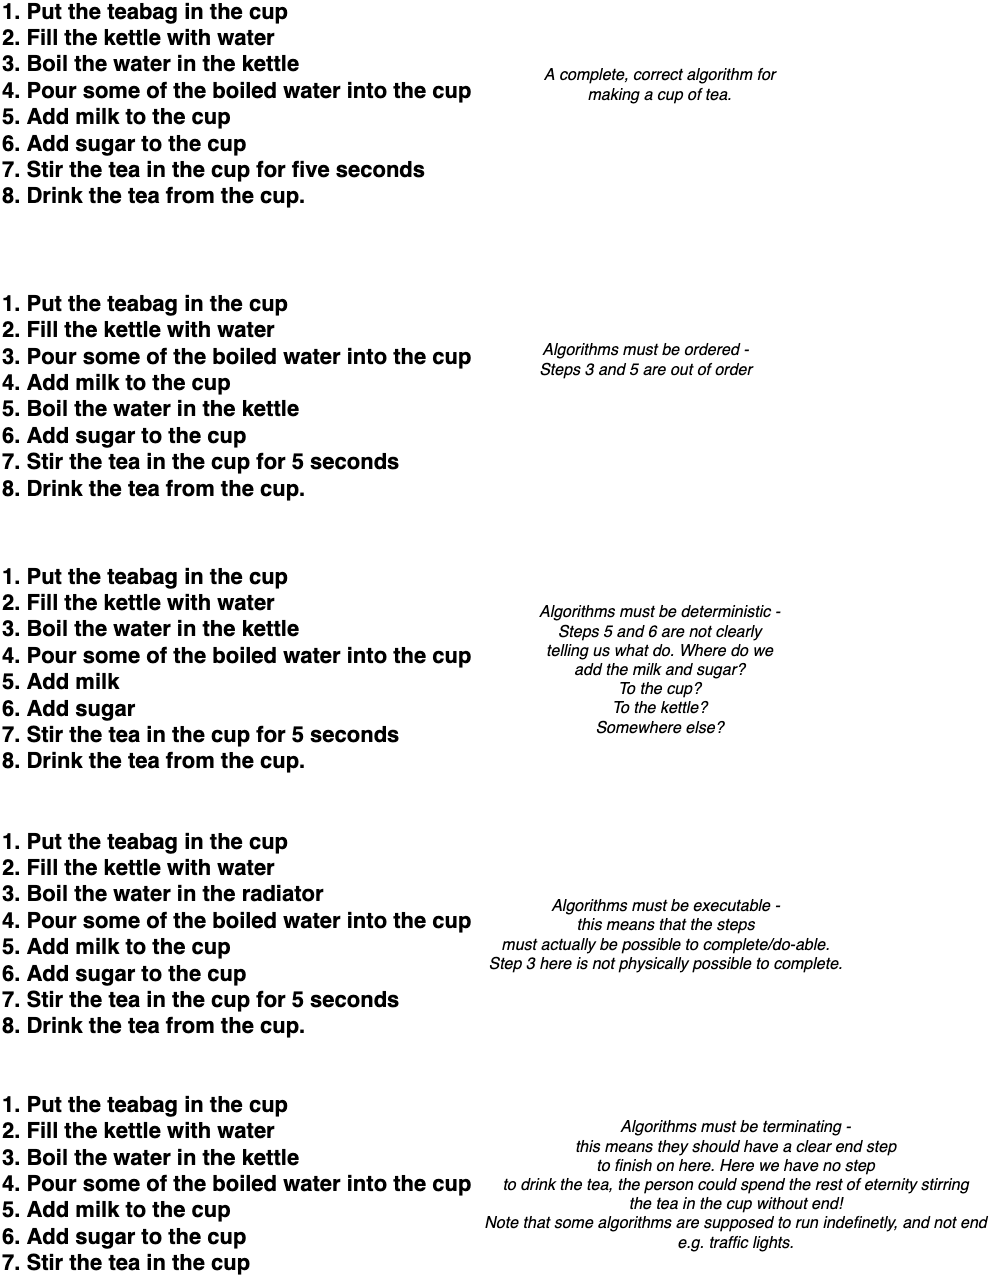 1. Put the teabag in the cup
2. Fill the kettle with water
3. Boil the water in the kettle
4. Pour some of the boiled water into the cup
5. Add milk to the cup
6. Add sugar to the cup
7. Stir the tea in the cup for five seconds
8. Drink the tea from the cup.
A complete, correct algorithm for
making a cup of tea.
1. Put the teabag in the cup
2. Fill the kettle with water
3. Pour some of the boiled water into the cup
4. Add milk to the cup
5. Boil the water in the kettle
6. Add sugar to the cup
7. Stir the tea in the cup for 5 seconds
8. Drink the tea from the cup.
Algorithms must be ordered -
Steps 3 and 5 are out of order
1. Put the teabag in the cup
2. Fill the kettle with water
3. Boil the water in the kettle
4. Pour some of the boiled water into the cup
5. Add milk
6. Add sugar
7. Stir the tea in the cup for 5 seconds
8. Drink the tea from the cup.
Algorithms must be deterministic -
Steps 5 and 6 are not clearly
telling us what do. Where do we
add the milk and sugar?
To the cup?
To the kettle?
Somewhere else?
1. Put the teabag in the cup
2. Fill the kettle with water
3. Boil the water in the radiator
4. Pour some of the boiled water into the cup
5. Add milk to the cup
6. Add sugar to the cup
7. Stir the tea in the cup for 5 seconds
8. Drink the tea from the cup.
Algorithms must be executable -
this means that the steps
must actually be possible to complete/do-able.
Step 3 here is not physically possible to complete.
1. Put the teabag in the cup
2. Fill the kettle with water
3. Boil the water in the kettle
4. Pour some of the boiled water into the cup
5. Add milk to the cup
6. Add sugar to the cup
7. Stir the tea in the cup
Algorithms must be terminating -
this means they should have a clear end step
to finish on here. Here we have no step
to drink the tea, the person could spend the rest of eternity stirring
the tea in the cup without end!
Note that some algorithms are supposed to run indefinetly, and not end
e.g. traffic lights.